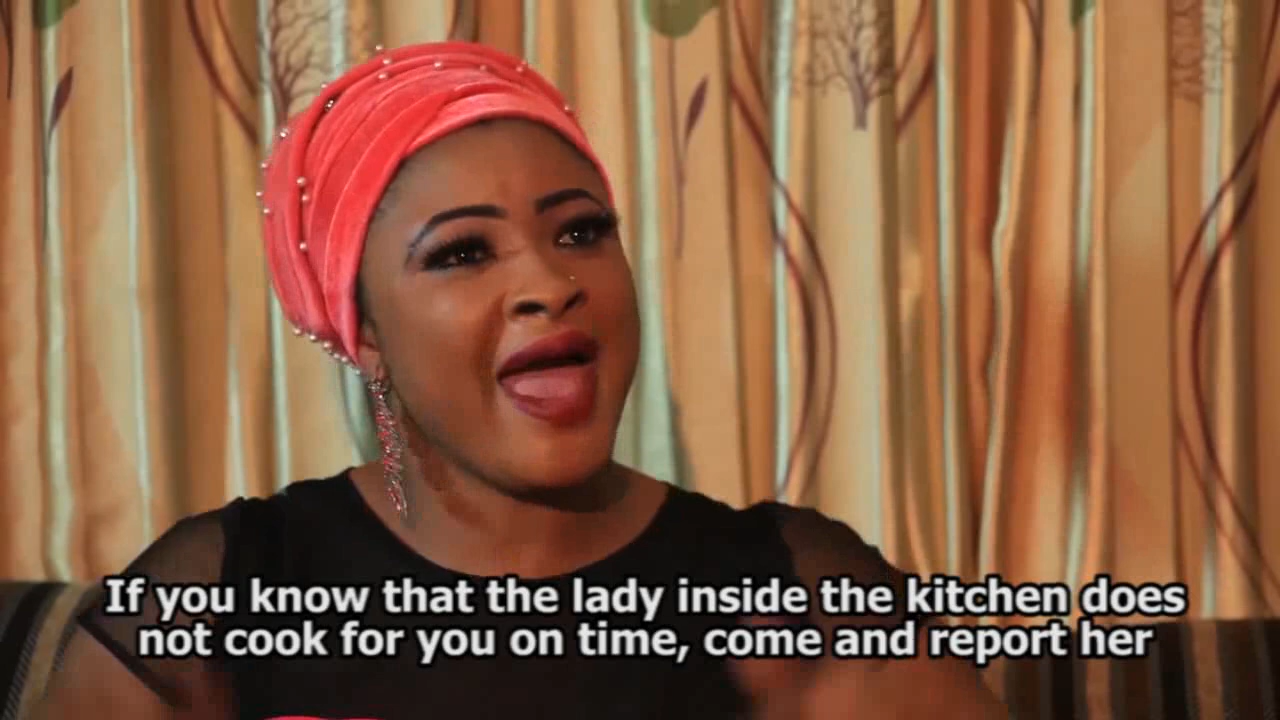 If you know that the lady inside the kitchen does
not cook for you on time, come and report her